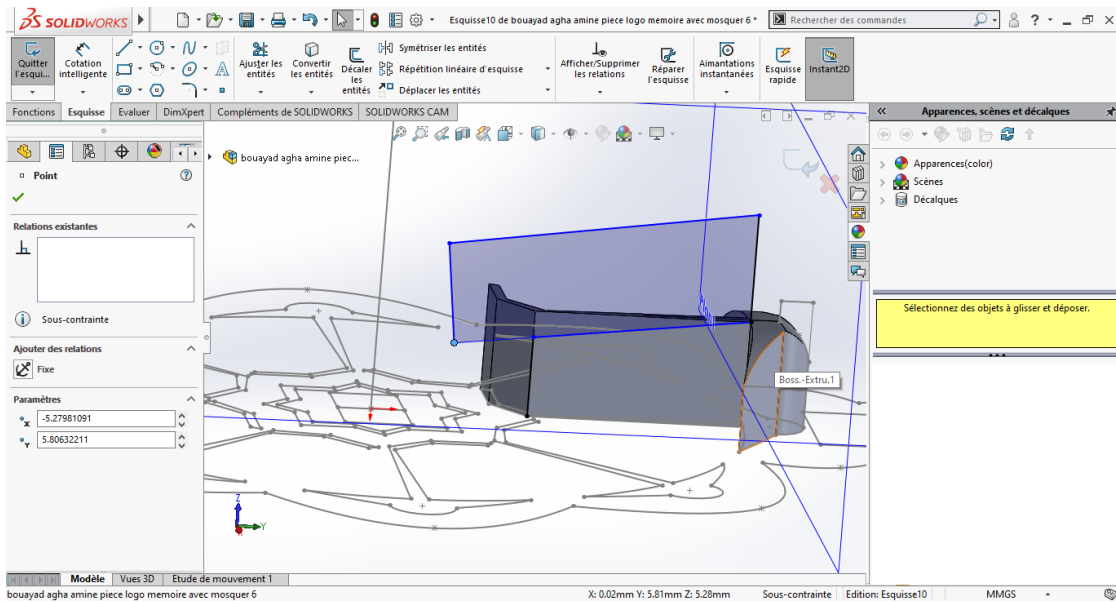 SOLIDWORKS
Esquisse10 de bouayad agha amine piece logo memoire avec mosquer 6 *
Rechercher des commandes
Quitter l'esqui...
Cotation intelligente
Ajuster les entités
Convertir les entités
Décaler les entités
Symétriser les entités
Répétition linéaire d'esquisse
Déplacer les entités
Afficher/Supprimer les relations
Réparer l'esquisse
Aimantations instantanées
Esquisse rapide
Instant2D
Fonctions Esquisse Evaluer DimXpert Compléments de SOLIDWORKS SOLIDWORKS CAM
Apparences, scènes et décalques
bouayad agha amine piec...
Point
Relations existantes
Sous-contrainte
Ajouter des relations
Fixe
Paramètres
X -5.27981091
Y 5.80632211
Boss.-Extru.1
Z
Y
Apparences(color)
Scènes
Décalques
Sélectionnez des objets à glisser et déposer.
Modèle Vues 3D Etude de mouvement 1
bouayad agha amine piece logo memoire avec mosquer 6
X: 0.02mm Y: 5.81mm Z: 5.28mm Sous-contrainte Edition: Esquisse10 MMGS